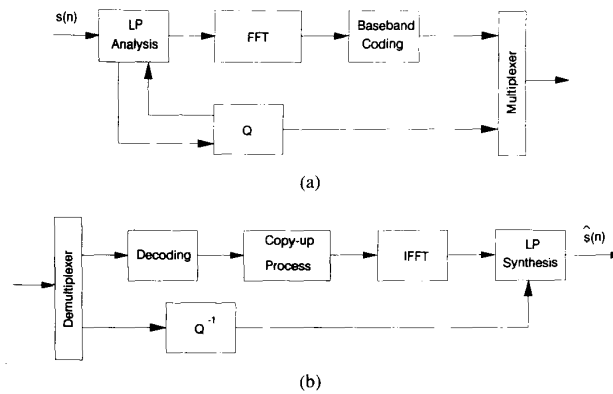 s(n)
LP
Analysis
FFT
Baseband
Coding
Q
Multiplexer
(a)
Demultiplexer
Decoding
Copy-up
Process
IFFT
LP
Synthesis
^
s(n)
Q⁻¹
(b)